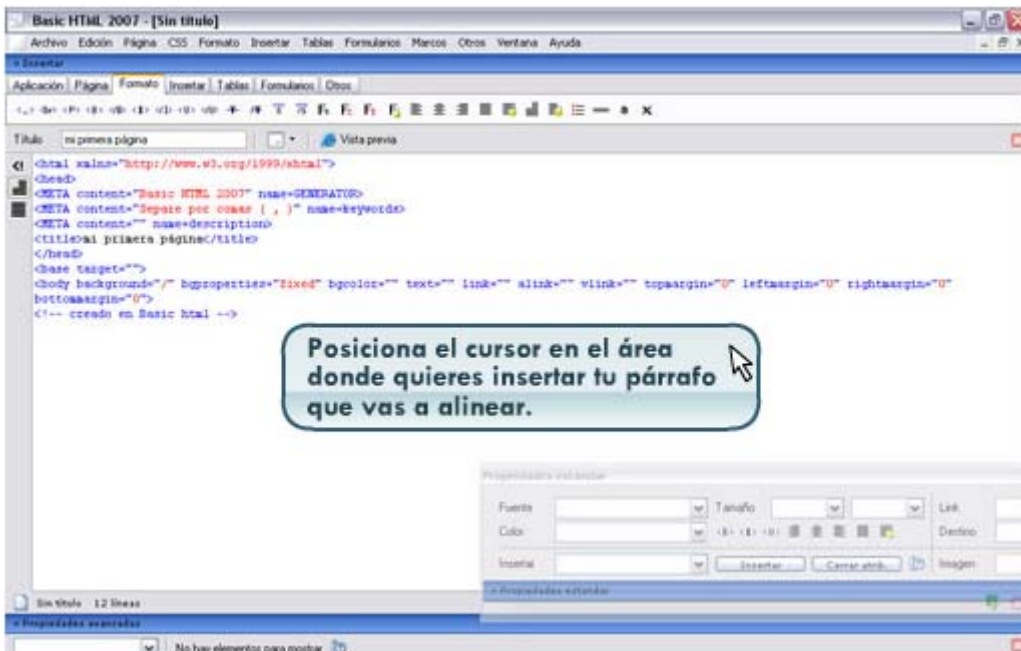 Basic HTML 2007 - [Sin título]
Archivo Edición Página CSS Formato Insertar Tablas Formularios Marcos Otros Ventana Ayuda
Insertar
Aplicación Página Formato Insertar Tablas Formularios Otros
Título mi primera página Vista previa
<html xmlns="http://www.w3.org/1999/xhtml">
<head>
<META content="Basic HTML 2007" name=GENERATOR>
<META content="Separe por comas ( , )" name=keywords>
<META content="" name=description>
<title>mi primera página</title>
</head>
<base target="">
<body background="/" bgproperties="fixed" bgcolor="" text="" link="" alink="" vlink="" topmargin="0" leftmargin="0" rightmargin="0"
bottommargin="0">
<!-- creado en Basic html -->
Posiciona el cursor en el área
donde quieres insertar tu párrafo
que vas a alinear.
Propiedades estandar
Fuente Tamaño Link
Color Destino
Insertar Insertar Cerrar atrib. Imagen
Propiedades estandar
Sin título 12 líneas
Propiedades avanzadas
No hay elementos para mostrar